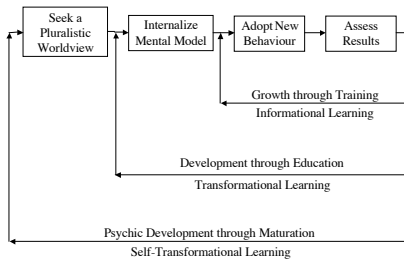 Seek a
Pluralistic
Worldview
Internalize
Mental Model
Adopt New
Behaviour
Assess
Results
Growth through Training
Informational Learning
Development through Education
Transformational Learning
Psychic Development through Maturation
Self-Transformational Learning